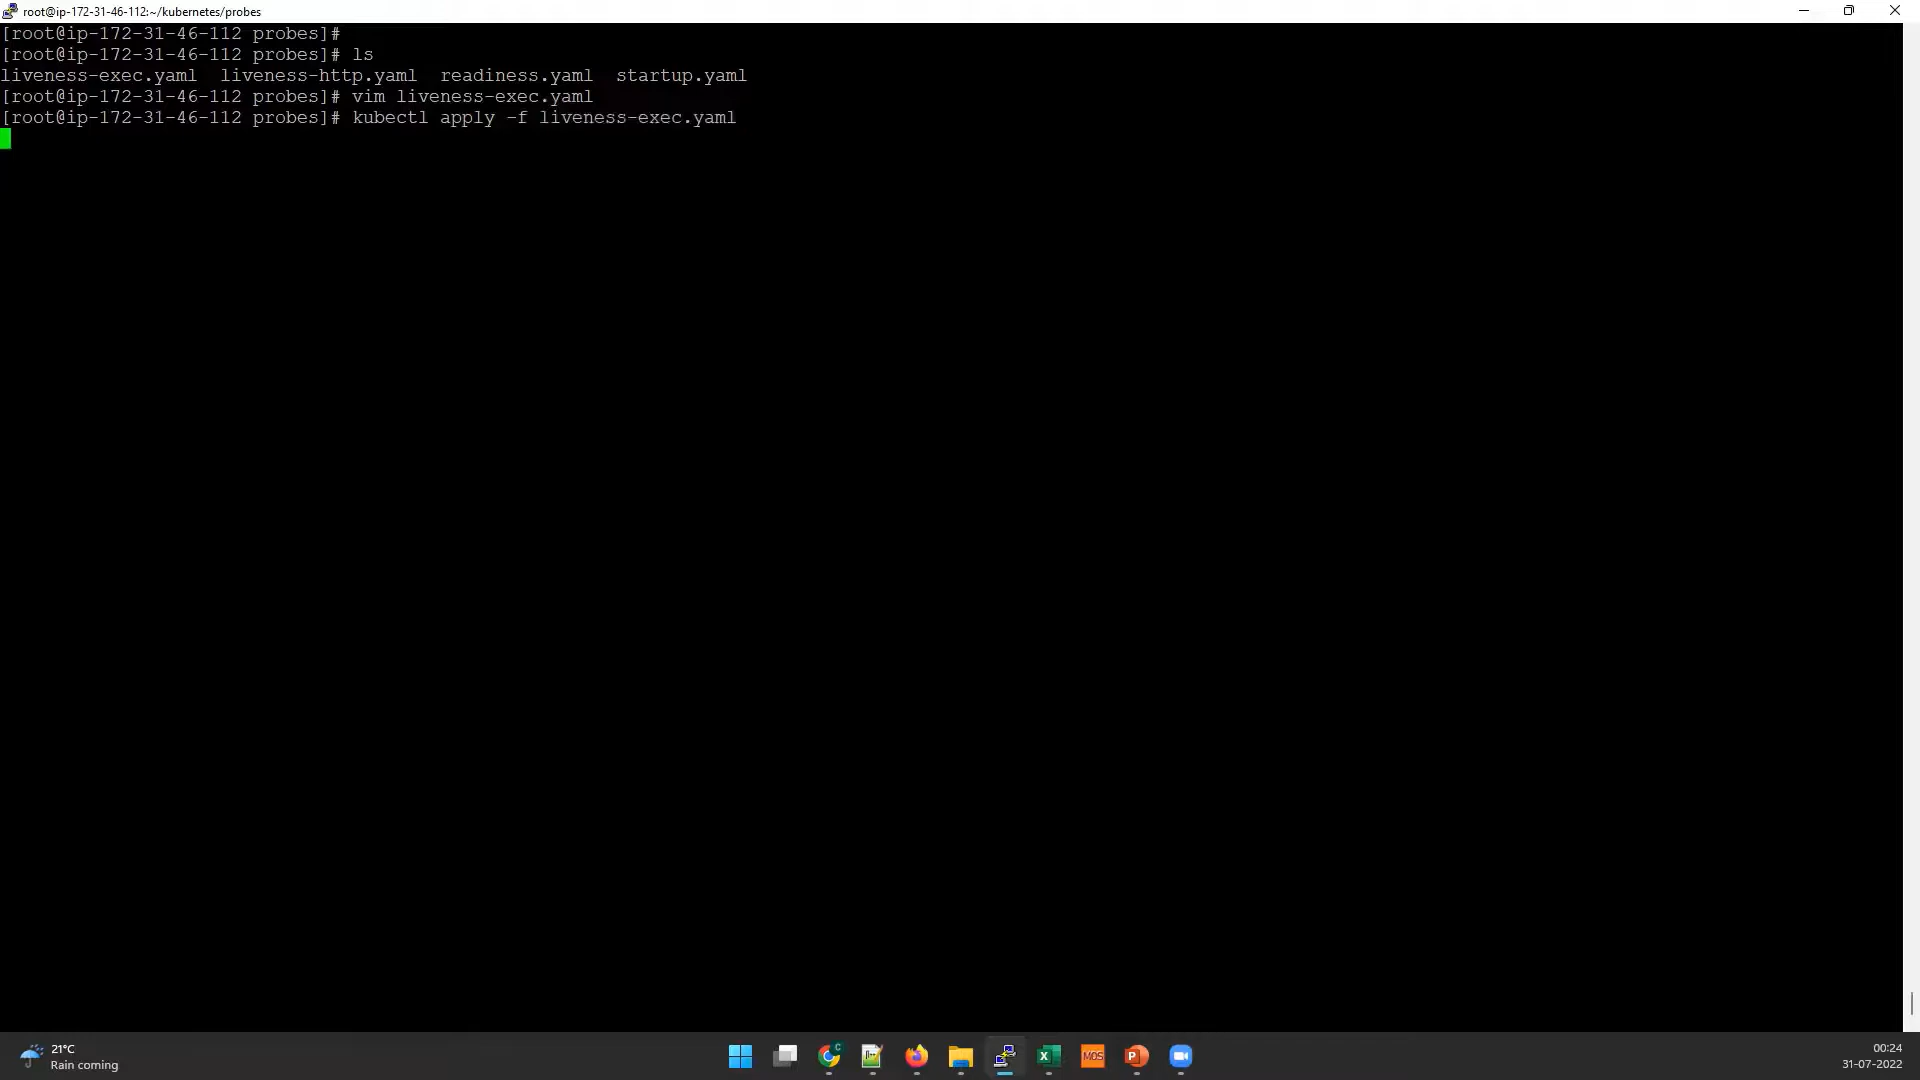 root@ip-172-31-46-112:~/kubernetes/probes
[root@ip-172-31-46-112 probes]#
[root@ip-172-31-46-112 probes]# ls
liveness-exec.yaml  liveness-http.yaml  readiness.yaml  startup.yaml
[root@ip-172-31-46-112 probes]# vim liveness-exec.yaml
[root@ip-172-31-46-112 probes]# kubectl apply -f liveness-exec.yaml
21°C
Rain coming
C
X
MOS
P
00:24
31-07-2022